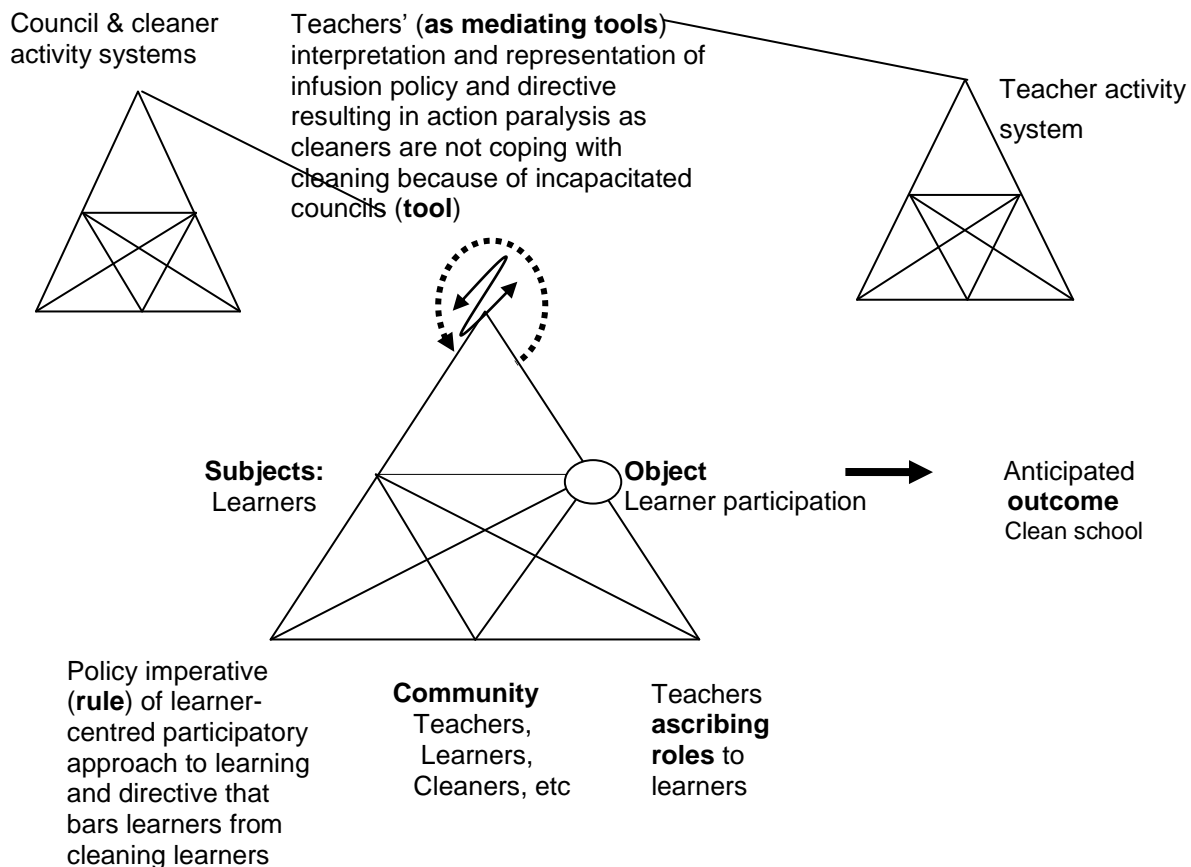 Council & cleaner
activity systems
Teachers’ (as mediating tools)
interpretation and representation of
infusion policy and directive
resulting in action paralysis as
cleaners are not coping with
cleaning because of incapacitated
councils (tool)
Teacher activity
system
Subjects:
Learners
Object
Learner participation
Anticipated
outcome
Clean school
Policy imperative
(rule) of learner-
centred participatory
approach to learning
and directive that
bars learners from
cleaning learners
Community
Teachers,
Learners,
Cleaners, etc
Teachers
ascribing
roles to
learners